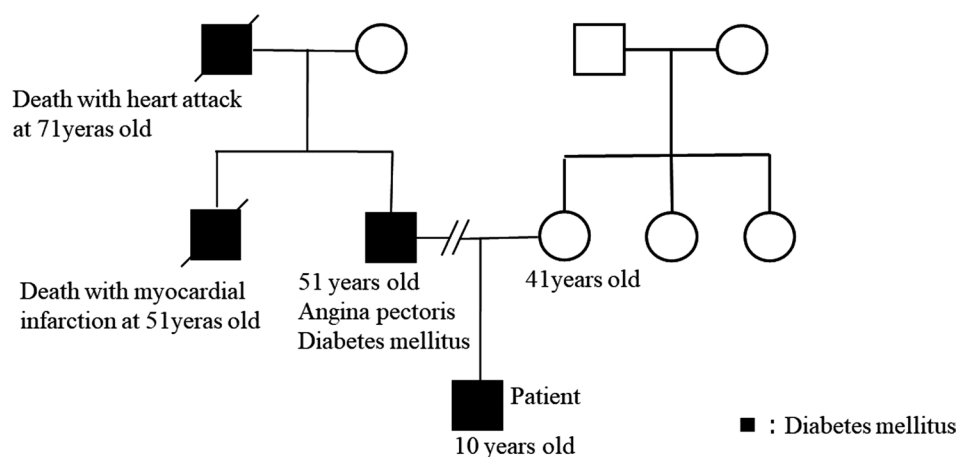 Death with heart attack
at 71yeras old
Death with myocardial
infarction at 51yeras old
51 years old
Angina pectoris
Diabetes mellitus
41years old
Patient
10 years old
■ : Diabetes mellitus